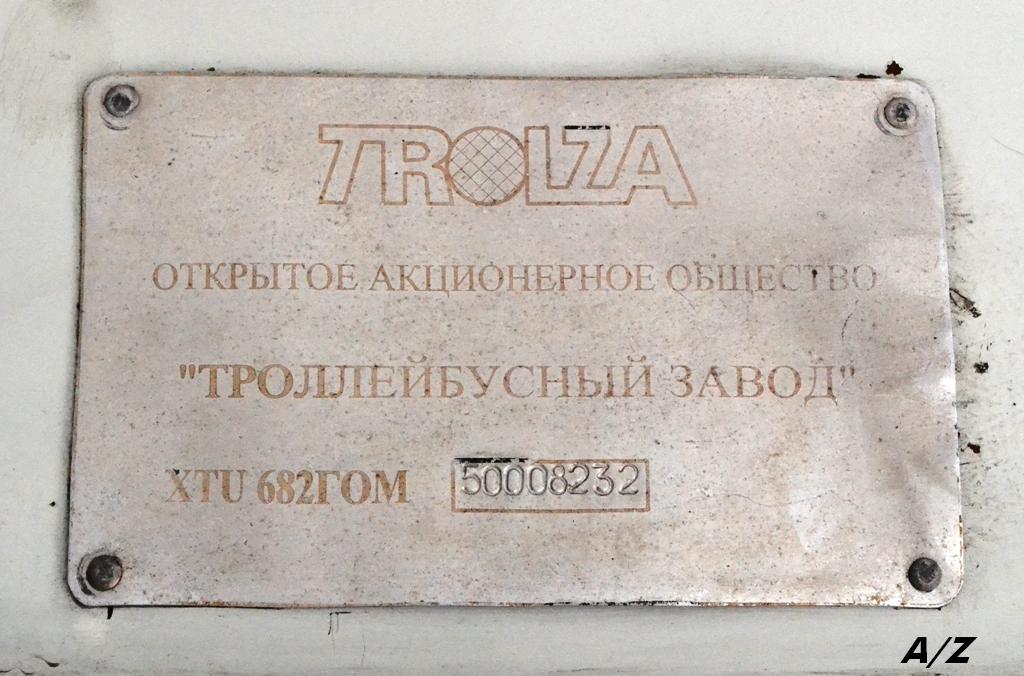 TROLZA
ОТКРЫТОЕ АКЦИОНЕРНОЕ ОБЩЕСТВО
"ТРОЛЛЕЙБУСНЫЙ ЗАВОД"
XTU 682ГОМ 50008232
A/Z